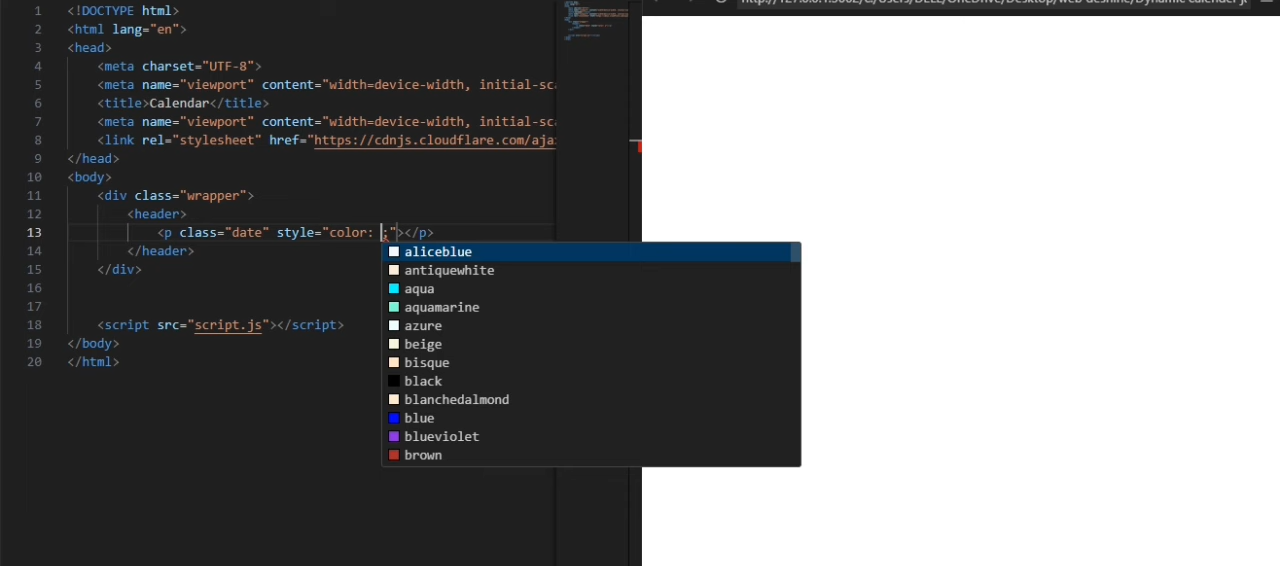 1 <!DOCTYPE html>
2 <html lang="en">
3 <head>
4 <meta charset="UTF-8">
5 <meta name="viewport" content="width=device-width, initial-sca
6 <title>Calendar</title>
7 <meta name="viewport" content="width=device-width, initial-sca
8 <link rel="stylesheet" href="https://cdnjs.cloudflare.com/ajax
9 </head>
10 <body>
11 <div class="wrapper">
12 <header>
13 <p class="date" style="color: ;"></p>
14 </header>
15 </div>
16
17
18 <script src="script.js"></script>
19 </body>
20 </html>
aliceblue
antiquewhite
aqua
aquamarine
azure
beige
bisque
black
blanchedalmond
blue
blueviolet
brown